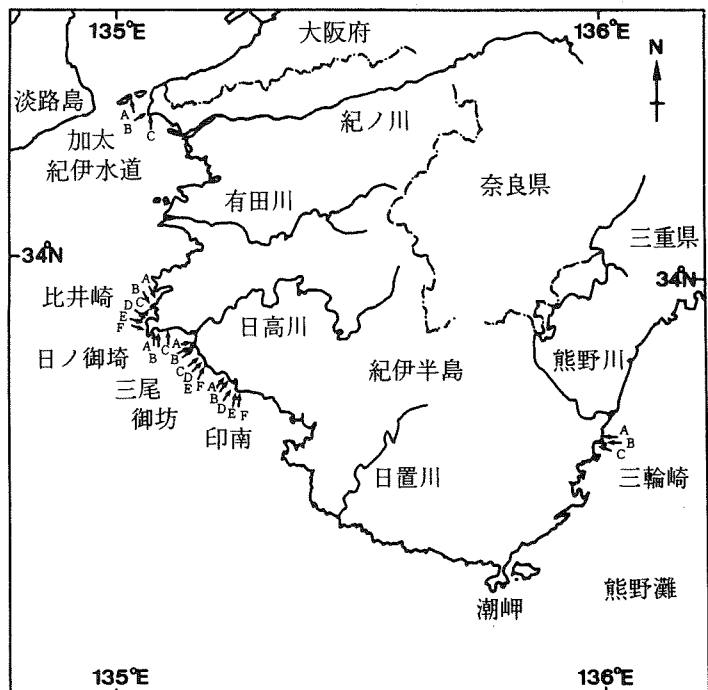 135°E
136°E
大阪府
N
淡路島
A
B
C
加太
紀ノ川
紀伊水道
奈良県
有田川
三重県
34°N
34°N
比井崎
A
B
C
D
E
F
日高川
日ノ御埼
A
B
C
A
B
C
D
E
F
三尾
御坊
紀伊半島
熊野川
A
B
D
E
F
印南
A
B
C
三輪崎
日置川
熊野灘
潮岬
135°E
136°E